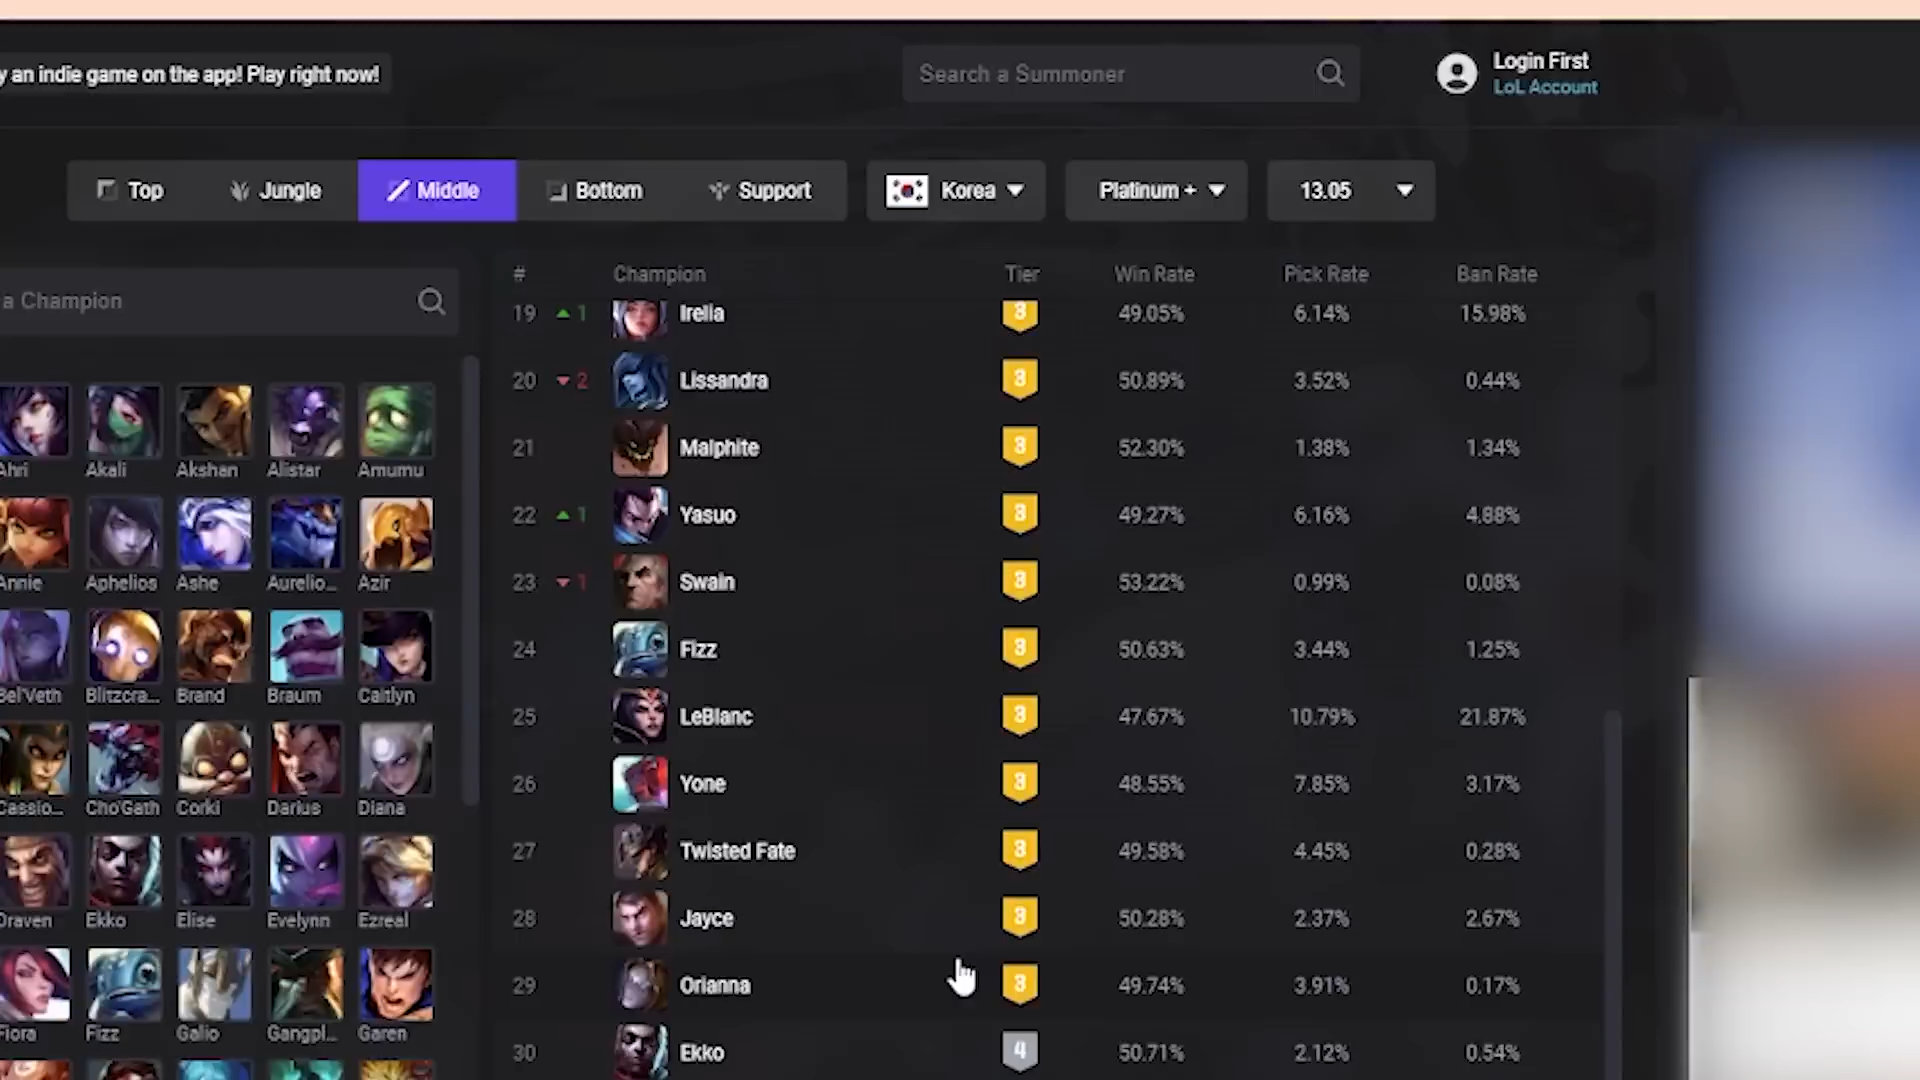 y an indie game on the app! Play right now!
Search a Summoner
Login First
LoL Account
Top Jungle Middle Bottom Support Korea Platinum + 13.05
a Champion
# Champion Tier Win Rate Pick Rate Ban Rate
19 1 Irelia 3 49.05% 6.14% 15.98%
20 2 Lissandra 3 50.89% 3.52% 0.44%
21 Malphite 3 52.30% 1.38% 1.34%
22 1 Yasuo 3 49.27% 6.16% 4.88%
23 1 Swain 3 53.22% 0.99% 0.08%
24 Fizz 3 50.63% 3.44% 1.25%
25 LeBlanc 3 47.67% 10.79% 21.87%
26 Yone 3 48.55% 7.85% 3.17%
27 Twisted Fate 3 49.58% 4.45% 0.28%
28 Jayce 3 50.28% 2.37% 2.67%
29 Orianna 3 49.74% 3.91% 0.17%
30 Ekko 4 50.71% 2.12% 0.54%
Ahri Akali Akshan Alistar Amumu
Annie Aphelios Ashe Aurelio... Azir
Bel'Veth Blitzcra... Brand Braum Caitlyn
Cassio... Cho'Gath Corki Darius Diana
Draven Ekko Elise Evelynn Ezreal
Fiora Fizz Galio Gangpl... Garen